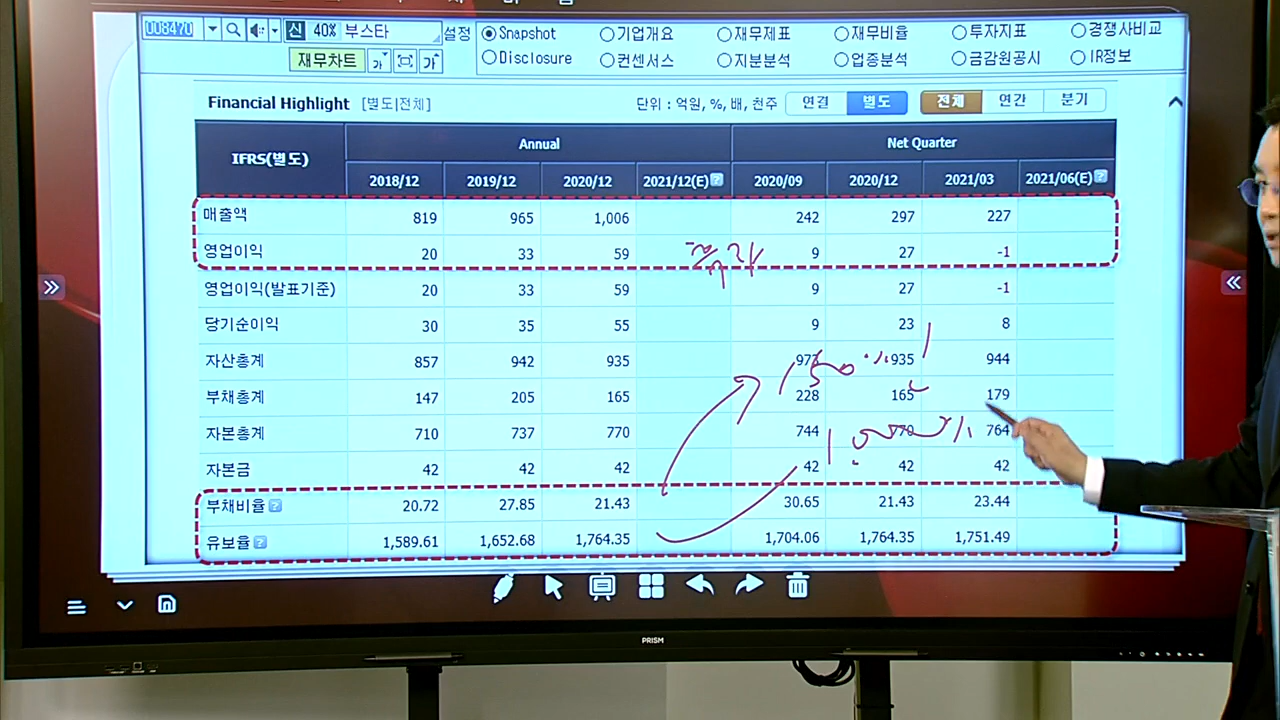 008470 신 40% 부스타 설정 Snapshot 기업개요 재무제표 재무비율 투자지표 경쟁사비교
재무차트 가 가 Disclosure 컨센서스 지분분석 업종분석 금감원공시 IR정보
Financial Highlight [별도|전체] 단위 : 억원, %, 배, 천주 연결 별도 전체 연간 분기
IFRS(별도) Annual Net Quarter
2018/12 2019/12 2020/12 2021/12(E) 2020/09 2020/12 2021/03 2021/06(E)
매출액 819 965 1,006 242 297 227
영업이익 20 33 59 9 27 -1
영업이익(발표기준) 20 33 59 9 27 -1
당기순이익 30 35 55 9 23 8
자산총계 857 942 935 973 935 944
150%
부채총계 147 205 165 228 165 179
자본총계 710 737 770 744 770 764
1,000%
자본금 42 42 42 42 42 42
부채비율 20.72 27.85 21.43 30.65 21.43 23.44
유보율 1,589.61 1,652.68 1,764.35 1,704.06 1,764.35 1,751.49
PRISM